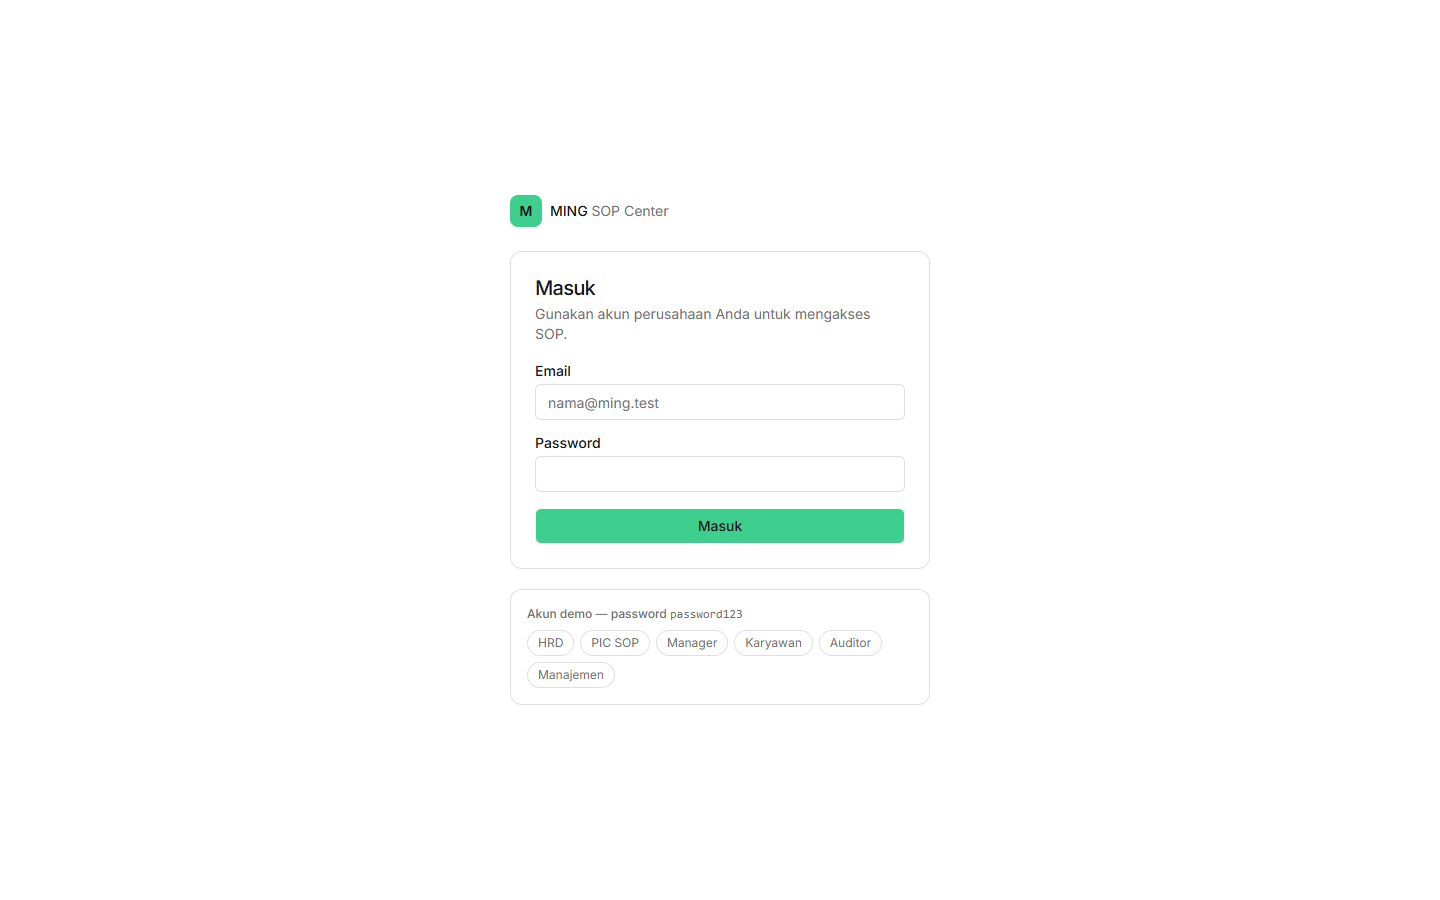 M MING SOP Center
Masuk
Gunakan akun perusahaan Anda untuk mengakses
SOP.
Email
nama@ming.test
Password
Masuk
Akun demo — password password123
HRD PIC SOP Manager Karyawan Auditor
Manajemen